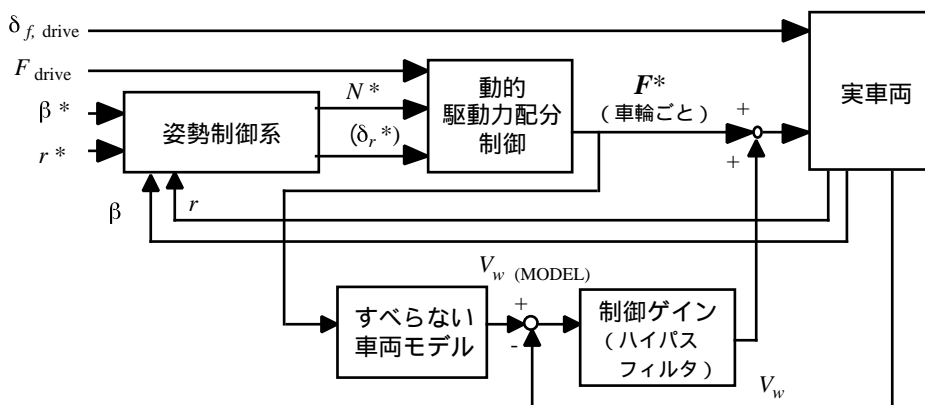 δ f, drive
F drive
β *
r *
姿勢制御系
N *
(δr *)
動的
駆動力配分
制御
F*
(車輪ごと)
+
+
実車両
β
r
Vw (MODEL)
すべらない
車両モデル
+
-
制御ゲイン
(ハイパス
フィルタ)
Vw